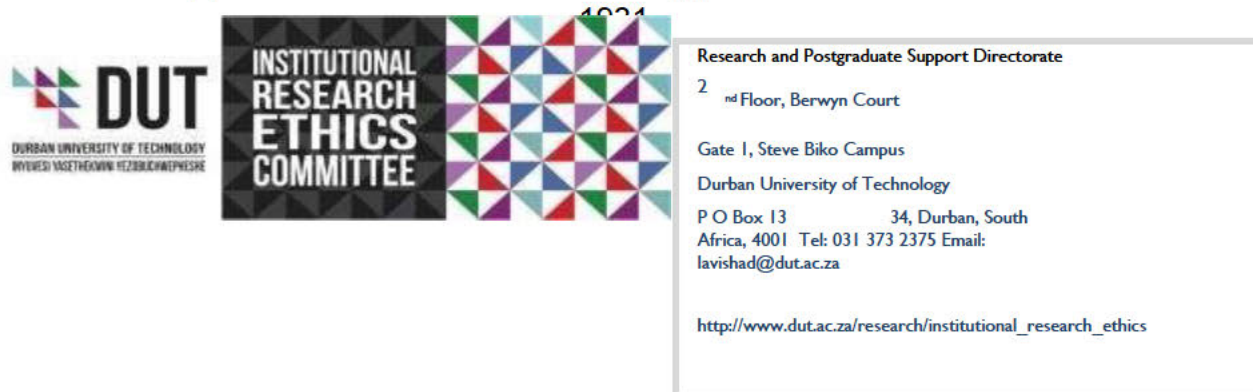 DUT
DURBAN UNIVERSITY OF TECHNOLOGY
INYUVESI YASETHEKWINI YEZOBUCHWEPHESHE
INSTITUTIONAL
RESEARCH
ETHICS
COMMITTEE
Research and Postgraduate Support Directorate
2
nd Floor, Berwyn Court
Gate 1, Steve Biko Campus
Durban University of Technology
P O Box 13 34, Durban, South
Africa, 4001 Tel: 031 373 2375 Email:
lavishad@dut.ac.za
http://www.dut.ac.za/research/institutional_research_ethics